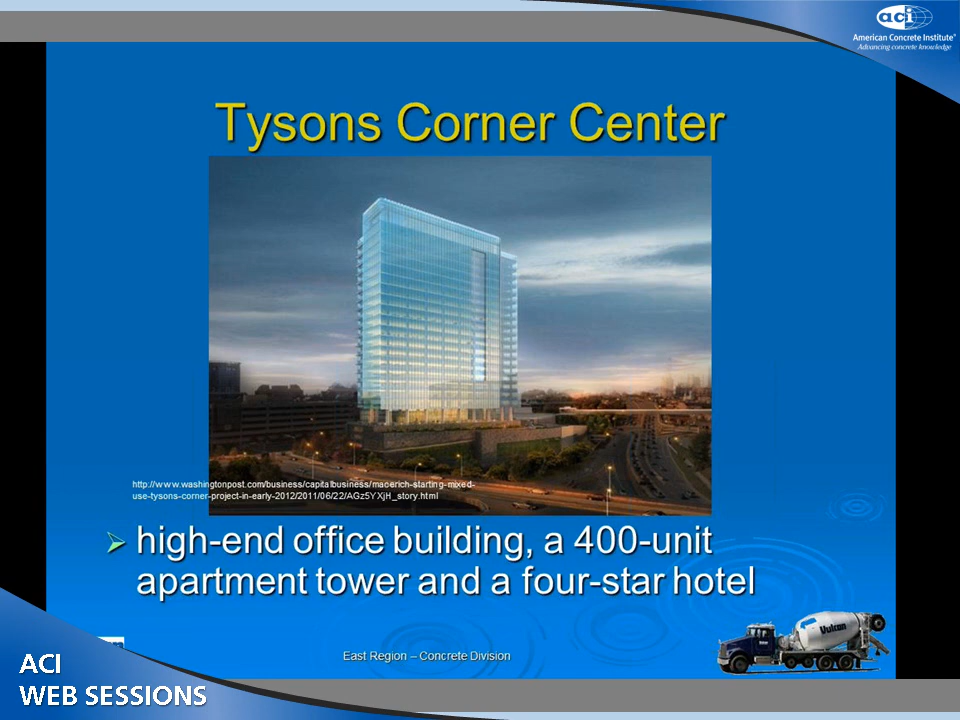 aci
American Concrete Institute®
Advancing concrete knowledge
Tysons Corner Center
http://www.washingtonpost.com/business/capitalbusiness/macerich-starting-mixed-
use-tysons-corner-project-in-early-2012/2011/06/22/AGz5YXjH_story.html
➢ high-end office building, a 400-unit
apartment tower and a four-star hotel
Vulcan
East Region – Concrete Division
ACI
WEB SESSIONS